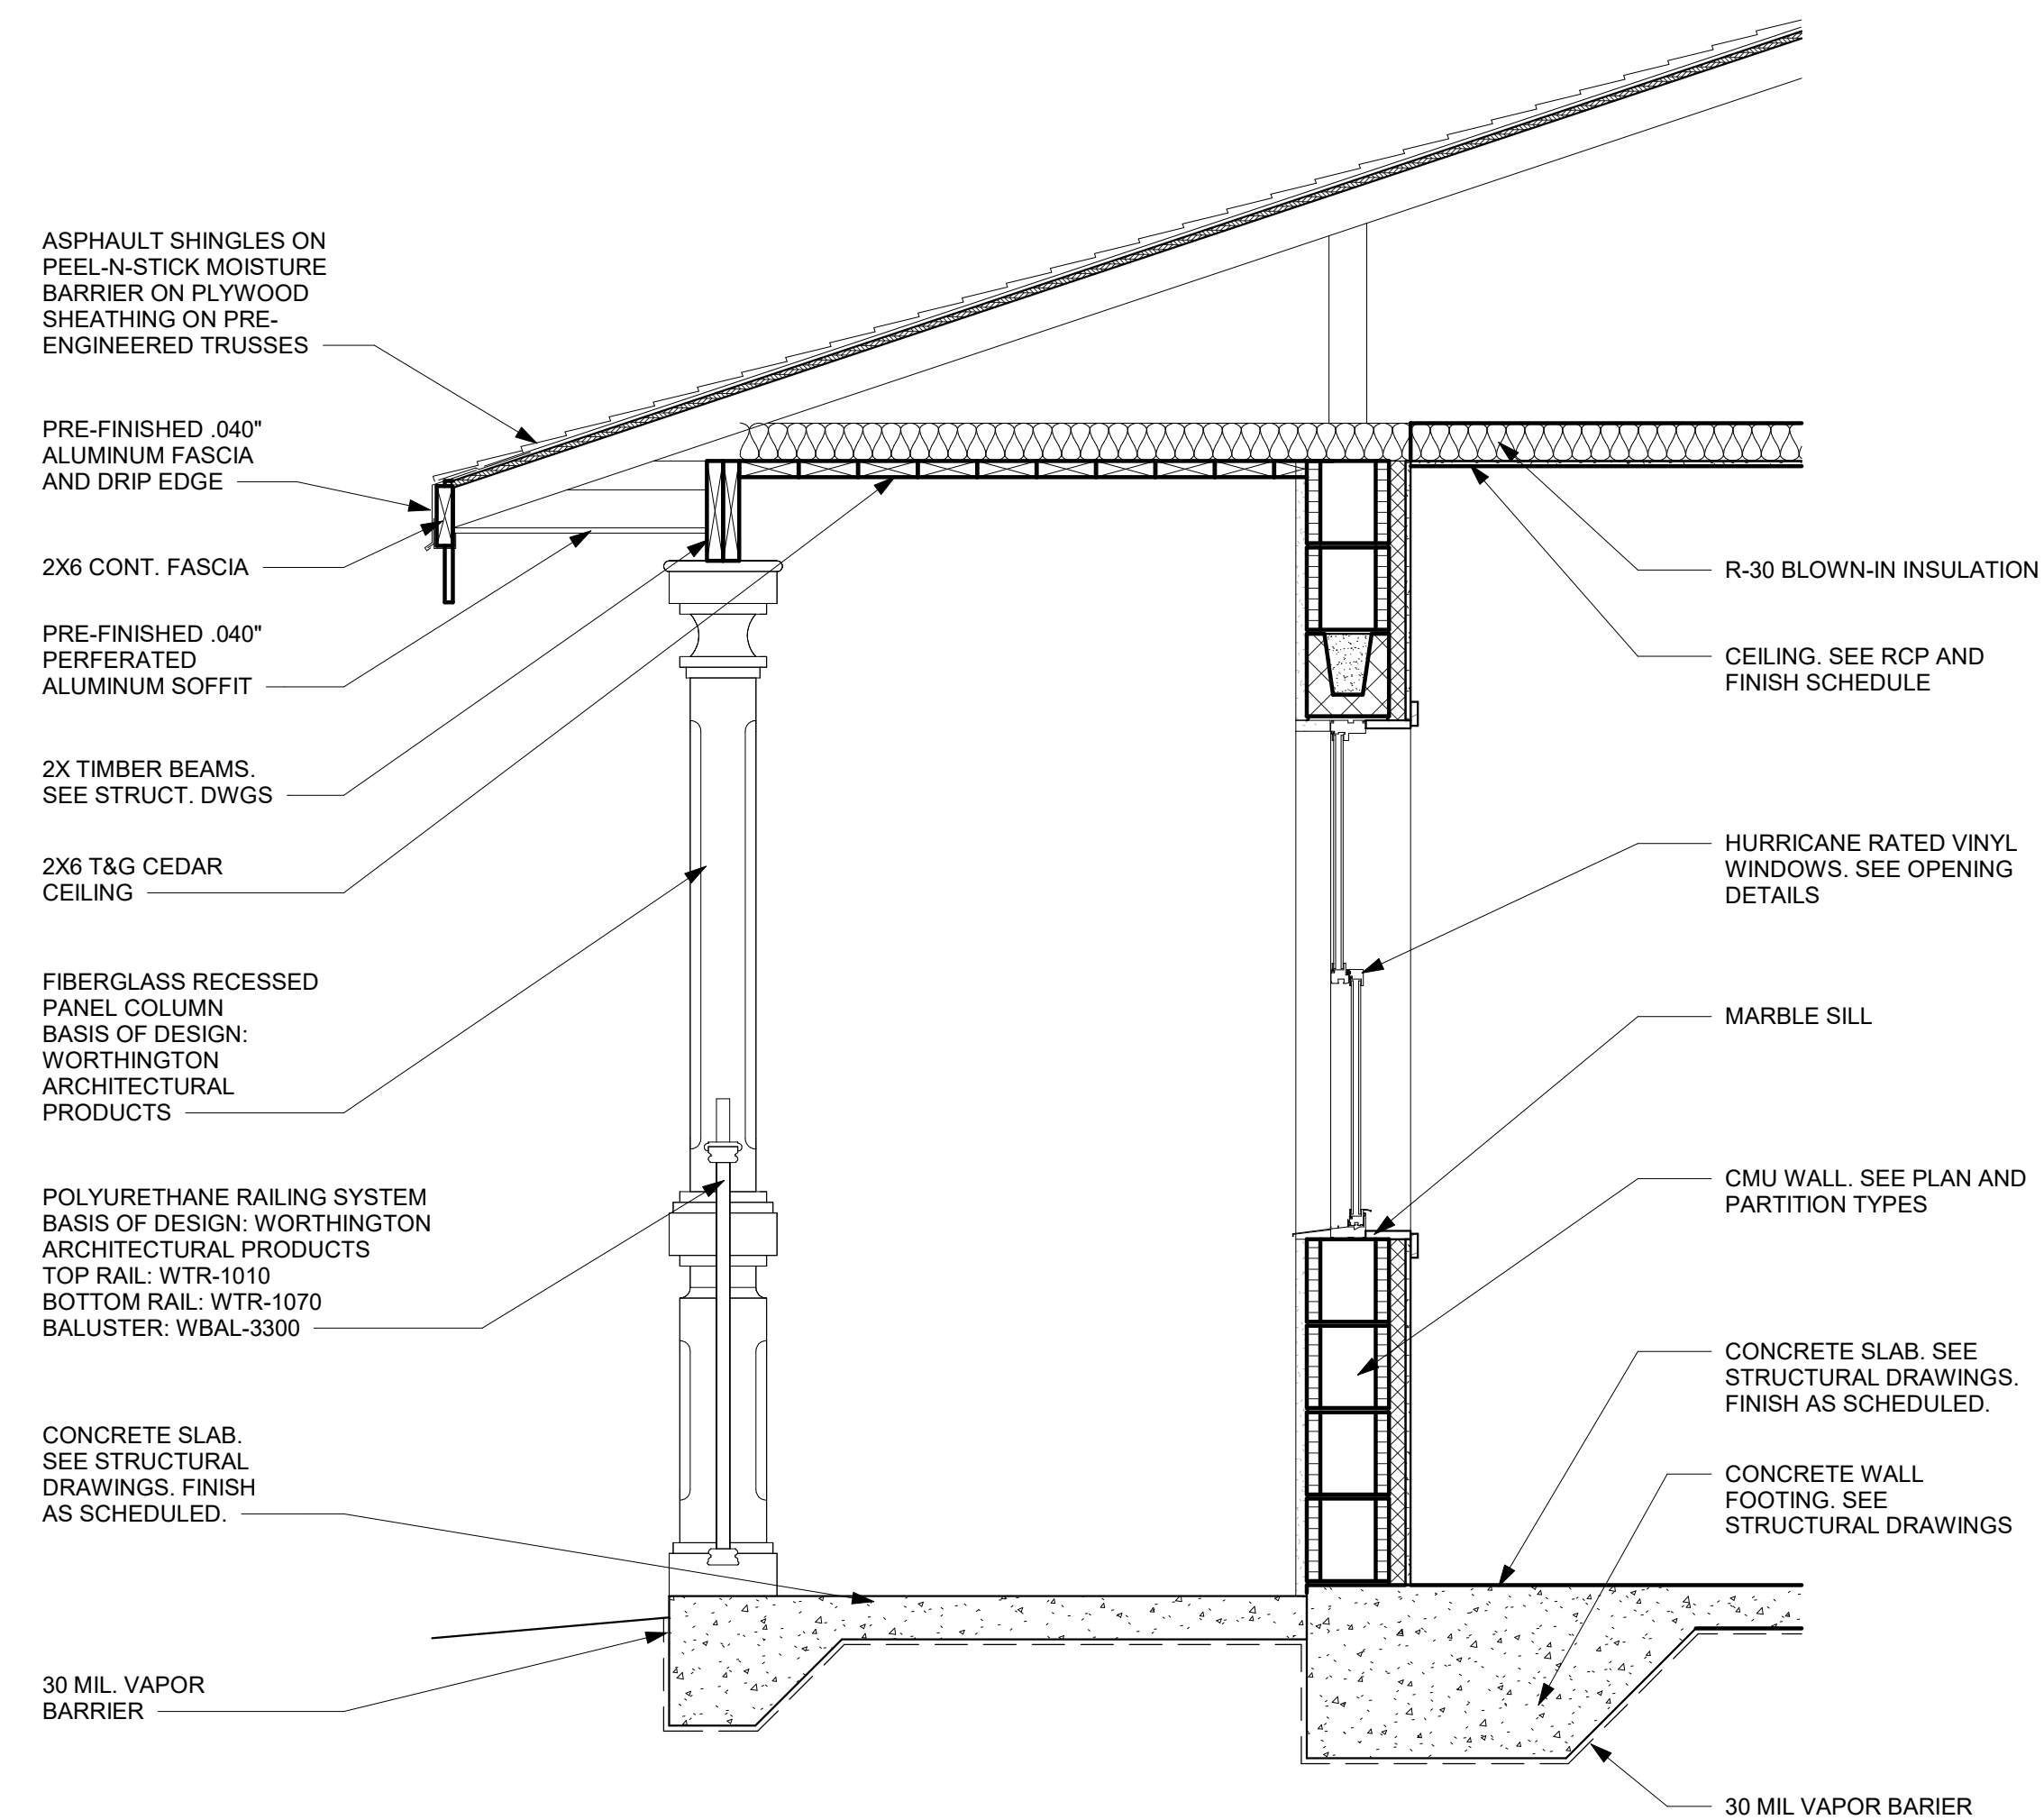 ASPHAULT SHINGLES ON
PEEL-N-STICK MOISTURE
BARRIER ON PLYWOOD
SHEATHING ON PRE-
ENGINEERED TRUSSES
PRE-FINISHED .040"
ALUMINUM FASCIA
AND DRIP EDGE
2X6 CONT. FASCIA
PRE-FINISHED .040"
PERFERATED
ALUMINUM SOFFIT
2X TIMBER BEAMS.
SEE STRUCT. DWGS
2X6 T&G CEDAR
CEILING
FIBERGLASS RECESSED
PANEL COLUMN
BASIS OF DESIGN:
WORTHINGTON
ARCHITECTURAL
PRODUCTS
POLYURETHANE RAILING SYSTEM
BASIS OF DESIGN: WORTHINGTON
ARCHITECTURAL PRODUCTS
TOP RAIL: WTR-1010
BOTTOM RAIL: WTR-1070
BALUSTER: WBAL-3300
CONCRETE SLAB.
SEE STRUCTURAL
DRAWINGS. FINISH
AS SCHEDULED.
30 MIL. VAPOR
BARRIER
R-30 BLOWN-IN INSULATION
CEILING. SEE RCP AND
FINISH SCHEDULE
HURRICANE RATED VINYL
WINDOWS. SEE OPENING
DETAILS
MARBLE SILL
CMU WALL. SEE PLAN AND
PARTITION TYPES
CONCRETE SLAB. SEE
STRUCTURAL DRAWINGS.
FINISH AS SCHEDULED.
CONCRETE WALL
FOOTING. SEE
STRUCTURAL DRAWINGS
30 MIL VAPOR BARIER